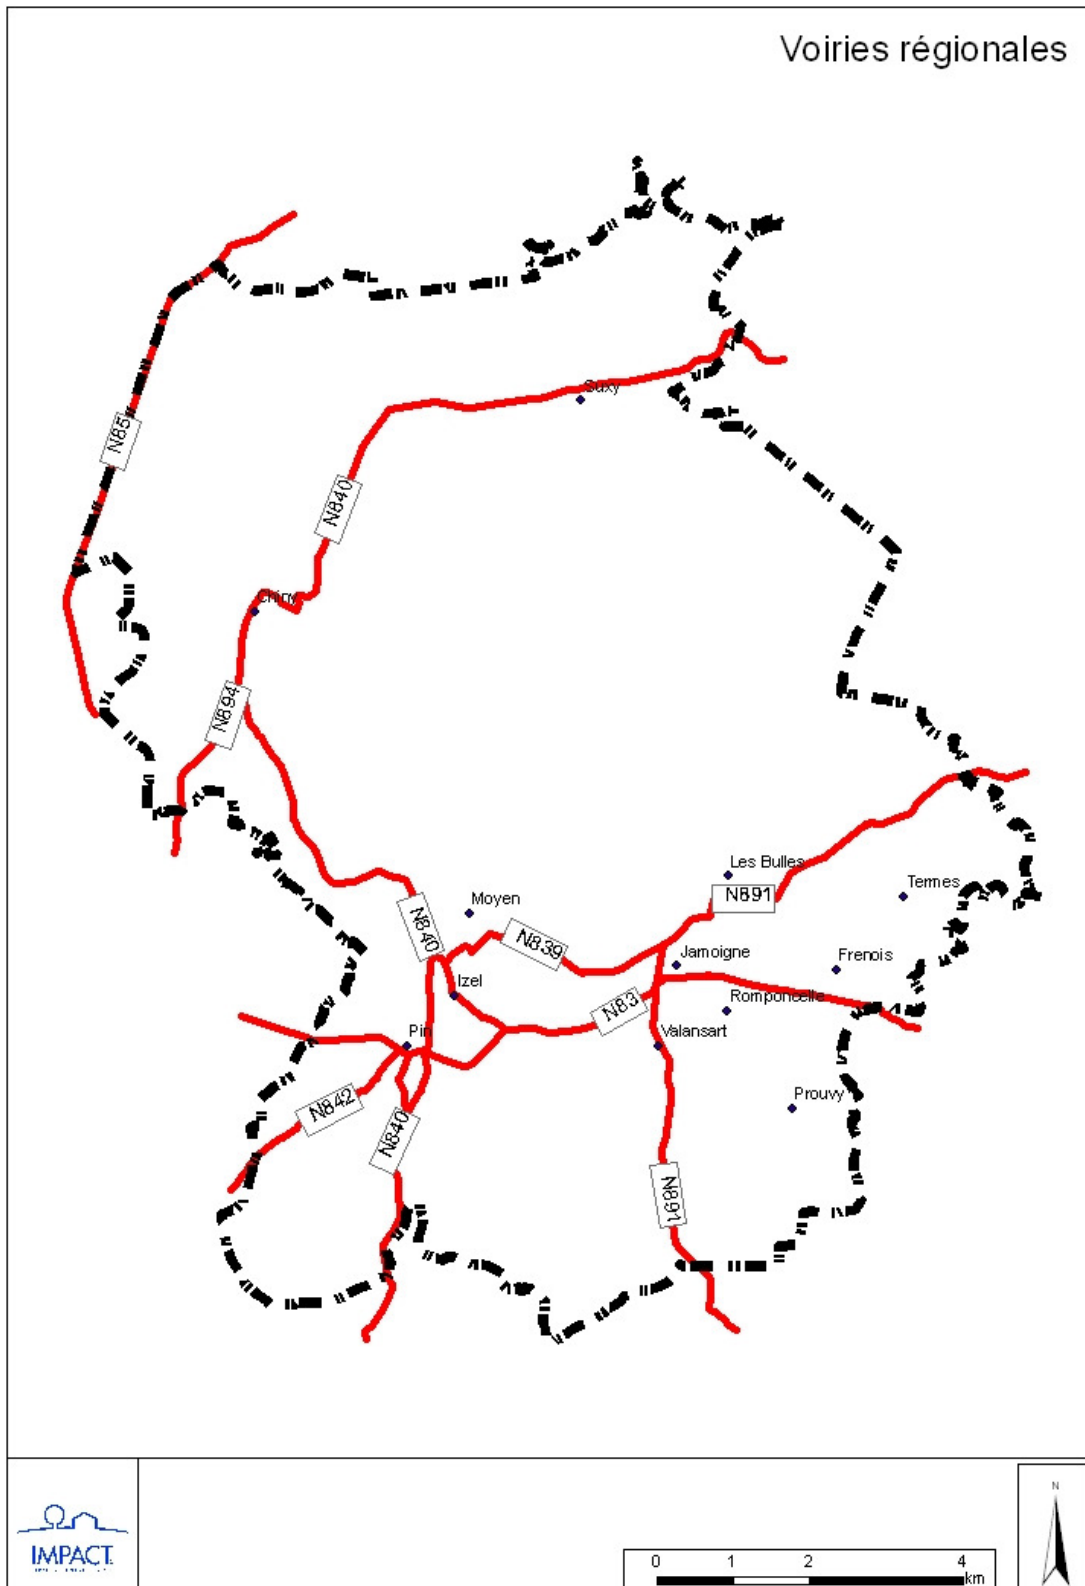 Voiries régionales
Suxy
N85
N840
Chiny
N894
Les Bulles
N891
Termes
Moyen
N840
N839
Jamoigne
Frenois
Izel
N83
Romponcelle
Pin
Valansart
N842
Prouvy
N840
N891
N
IMPACT
0 1 2 4
km